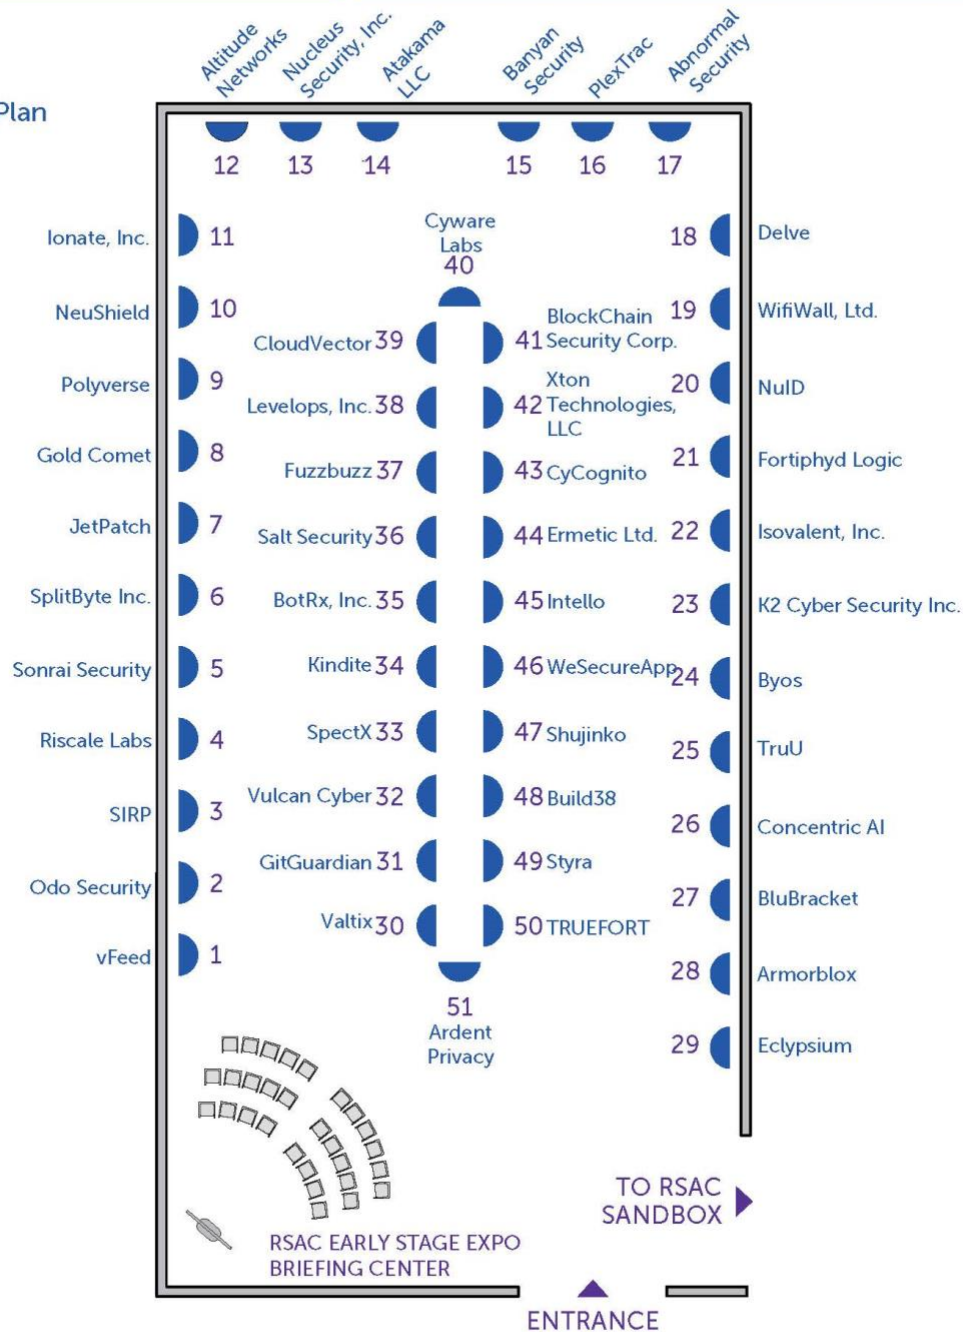 Plan
Altitude
Networks
Nucleus
Security, Inc.
Atakama
LLC
Banyan
Security
PlexTrac
Abnormal
Security
12
13
14
15
16
17
Ionate, Inc.
11
NeuShield
10
Polyverse
9
Gold Comet
8
JetPatch
7
SplitByte Inc.
6
Sonrai Security
5
Riscale Labs
4
SIRP
3
Odo Security
2
vFeed
1
Cyware
Labs
40
CloudVector 39
Levelops, Inc. 38
Fuzzbuzz 37
Salt Security 36
BotRx, Inc. 35
Kindite 34
SpectX 33
Vulcan Cyber 32
GitGuardian 31
Valtix 30
41 BlockChain
Security Corp.
42 Xton
Technologies,
LLC
43 CyCognito
44 Ermetic Ltd.
45 Intello
46 WeSecureApp
47 Shujinko
48 Build38
49 Styra
50 TRUEFORT
51
Ardent
Privacy
18 Delve
19 WifiWall, Ltd.
20 NuID
21 Fortiphyd Logic
22 Isovalent, Inc.
23 K2 Cyber Security Inc.
24 Byos
25 TruU
26 Concentric AI
27 BluBracket
28 Armorblox
29 Eclypsium
TO RSAC
SANDBOX
RSAC EARLY STAGE EXPO
BRIEFING CENTER
ENTRANCE